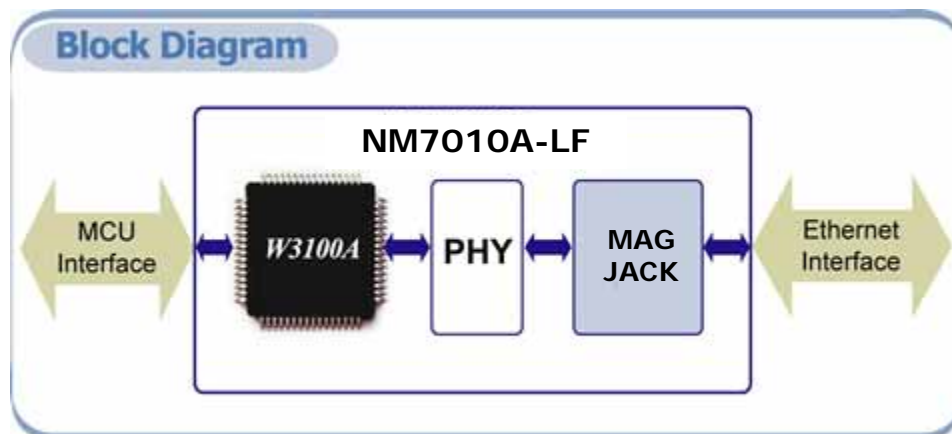 Block Diagram
NM7010A-LF
MCU
Interface
W3100A
PHY
MAG
JACK
Ethernet
Interface